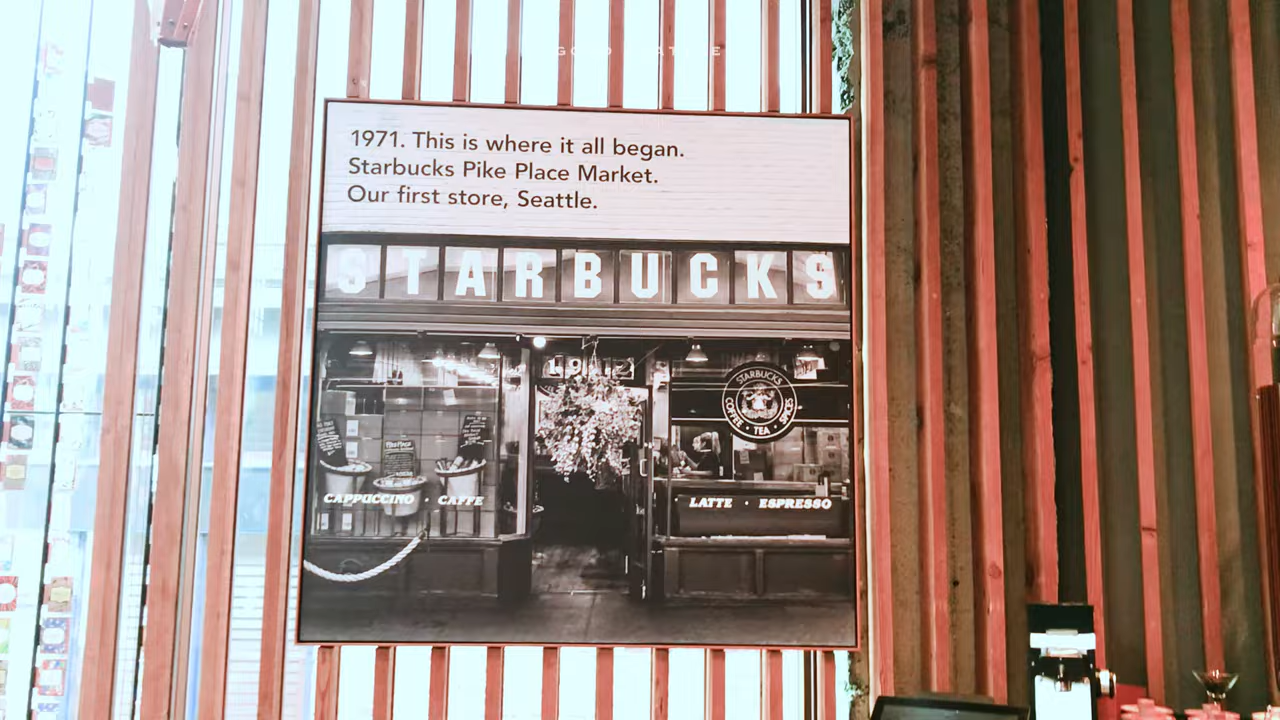 1971. This is where it all began.
Starbucks Pike Place Market.
Our first store, Seattle.
STARBUCKS
1912
STARBUCKS
COFFEE • TEA • SPICES
CAPPUCCINO · CAFFE
LATTE · ESPRESSO